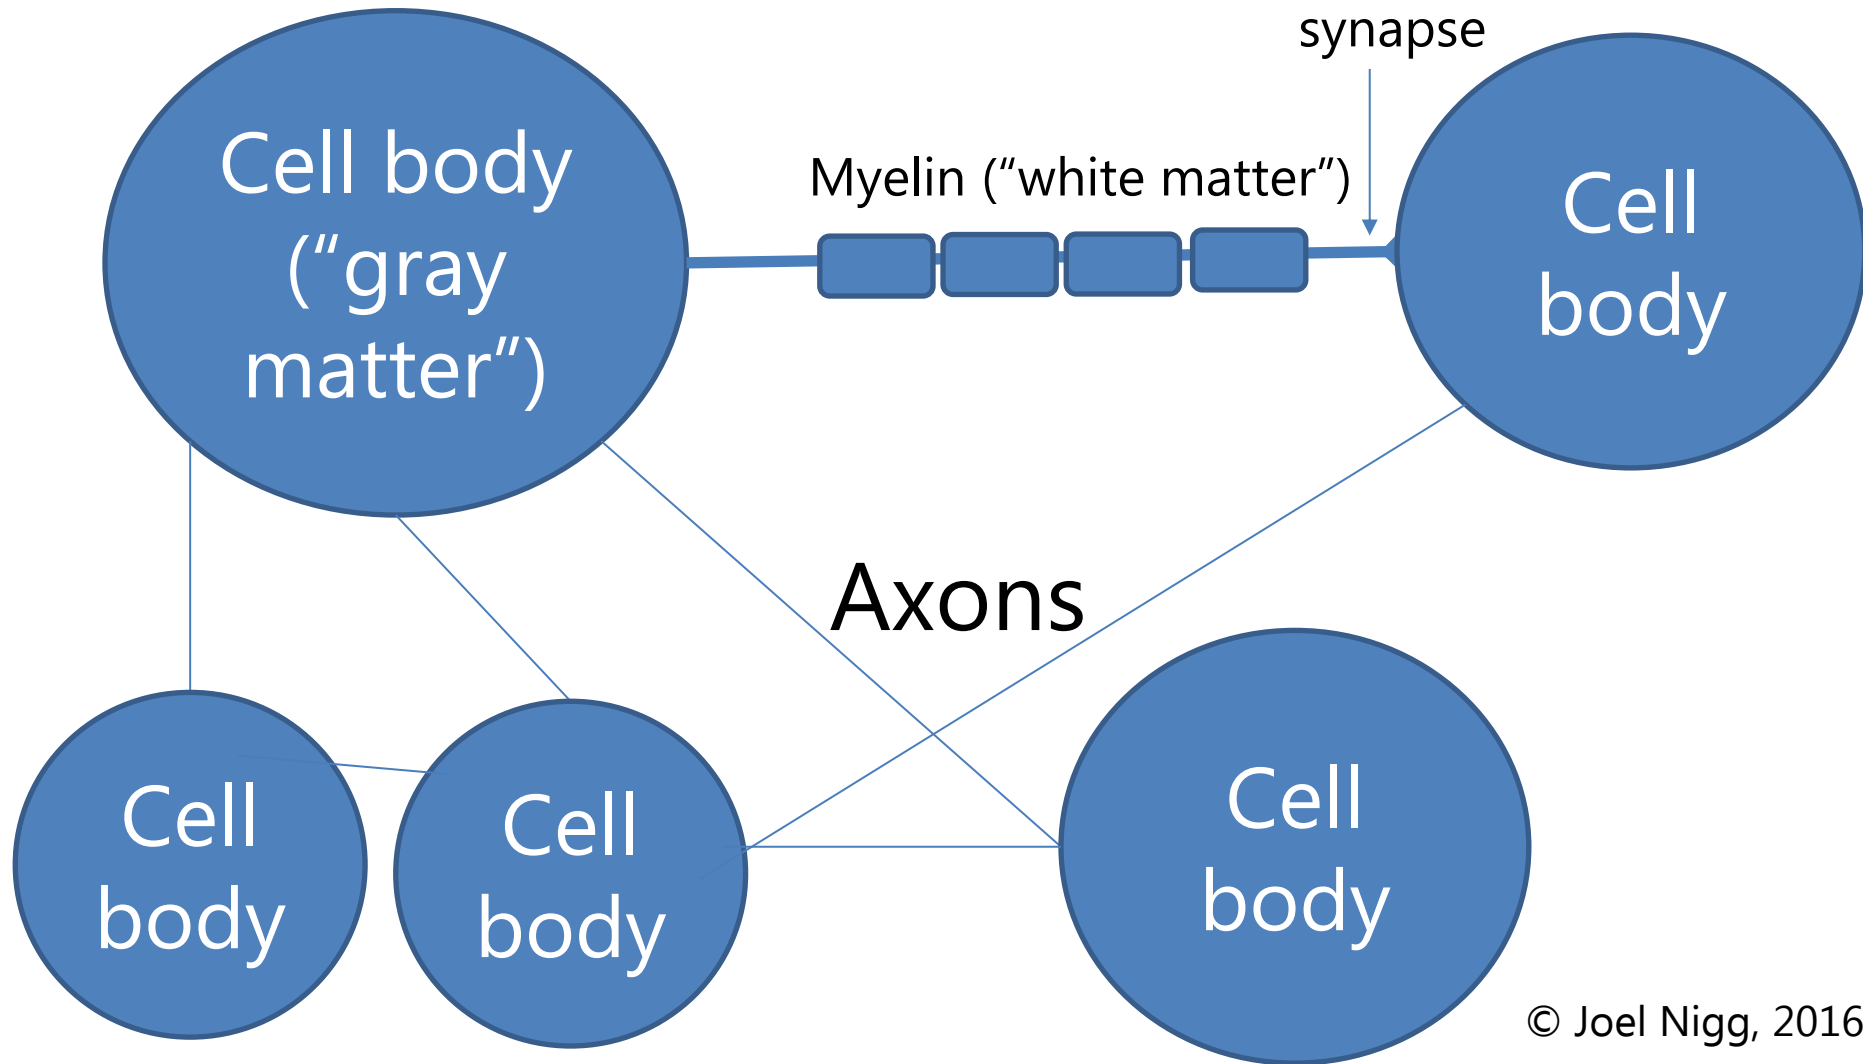 synapse
Cell body
(“gray
matter”)
Myelin (“white matter”)
Cell
body
Axons
Cell
body
Cell
body
Cell
body
© Joel Nigg, 2016